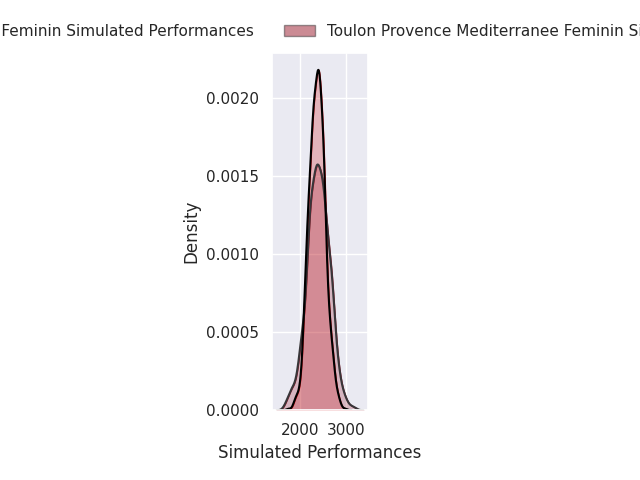 Feminin Simulated Performances
Toulon Provence Mediterranee Feminin Si
0.0020
0.0015
0.0010
0.0005
0.0000
Density
2000 3000
Simulated Performances